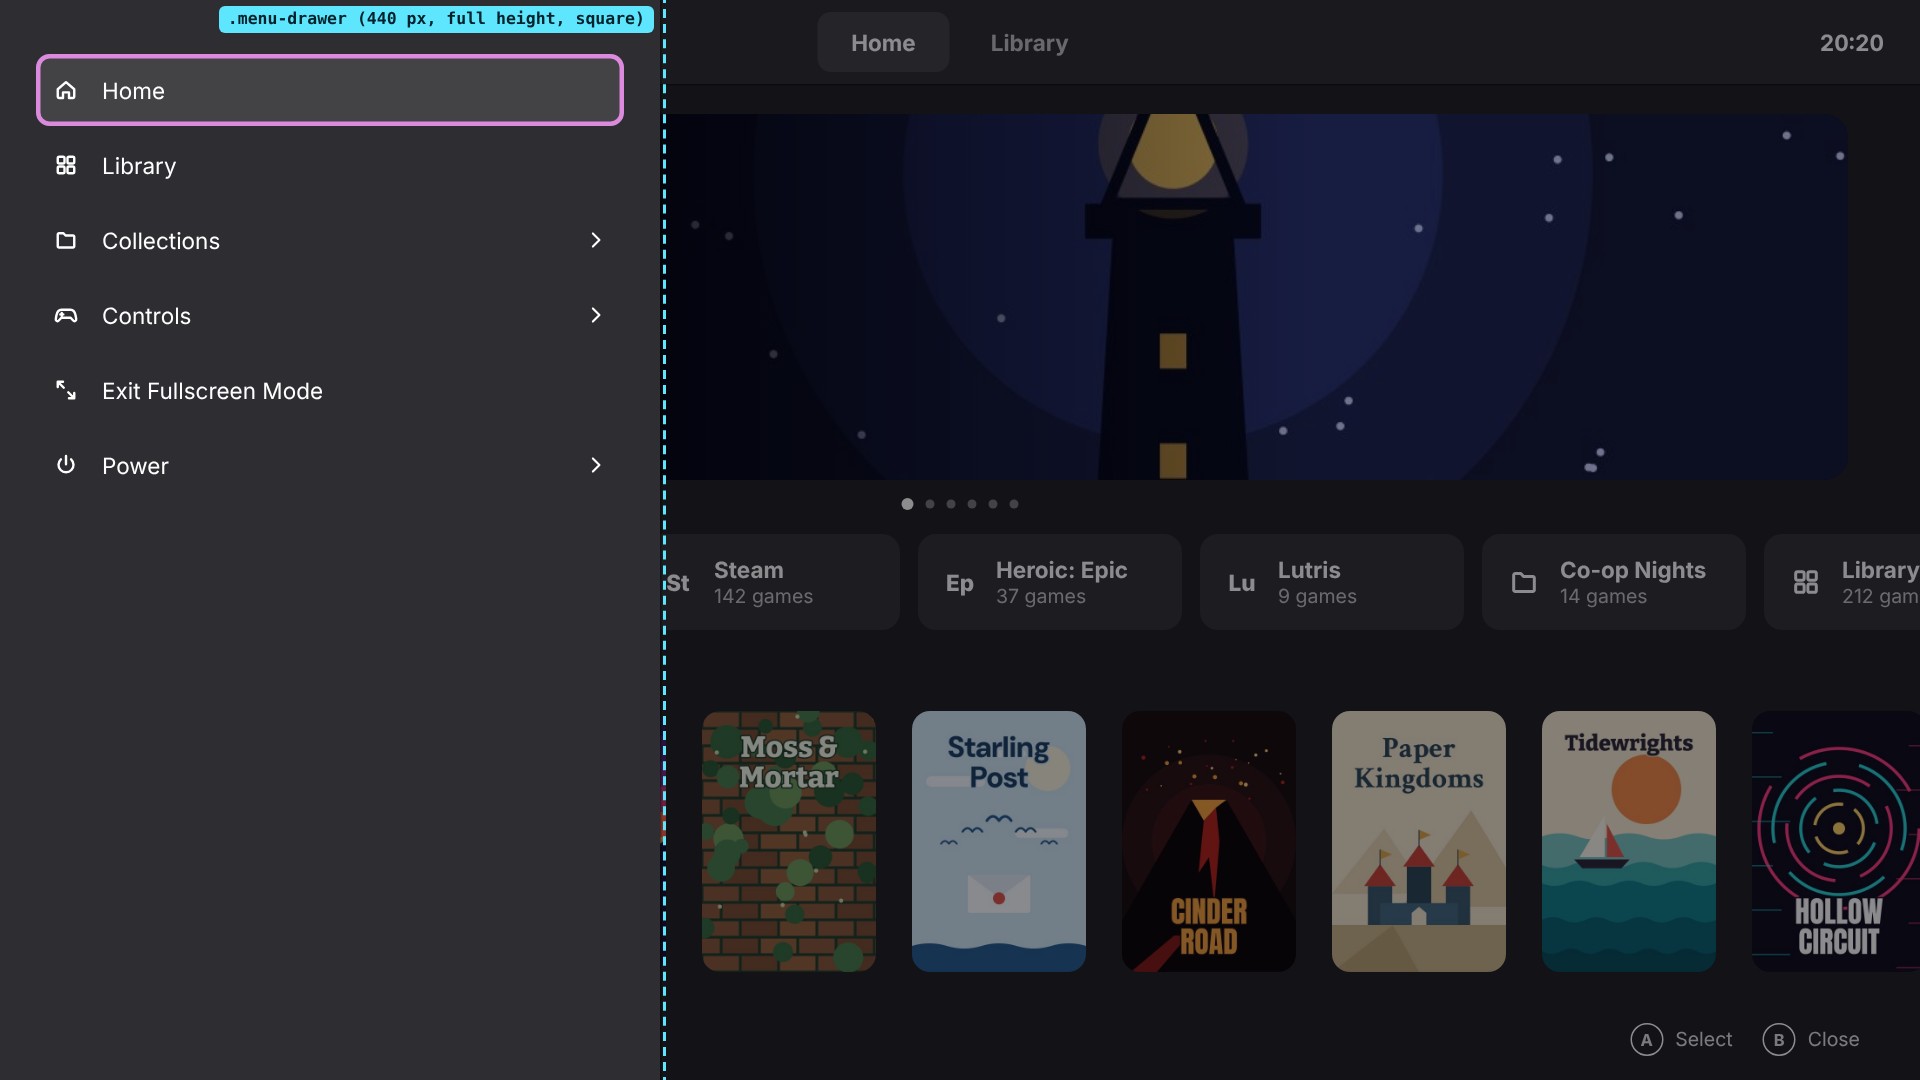 .menu-drawer (440 px, full height, square)
Home
Library
Collections
Controls
Exit Fullscreen Mode
Power
Home
Library
20:20
St
Steam
142 games
Ep
Heroic: Epic
37 games
Lu
Lutris
9 games
Co-op Nights
14 games
Library
212 gam
Moss &
Mortar
Starling
Post
CINDER
ROAD
Paper
Kingdoms
Tidewrights
HOLLOW
CIRCUIT
A Select
B Close